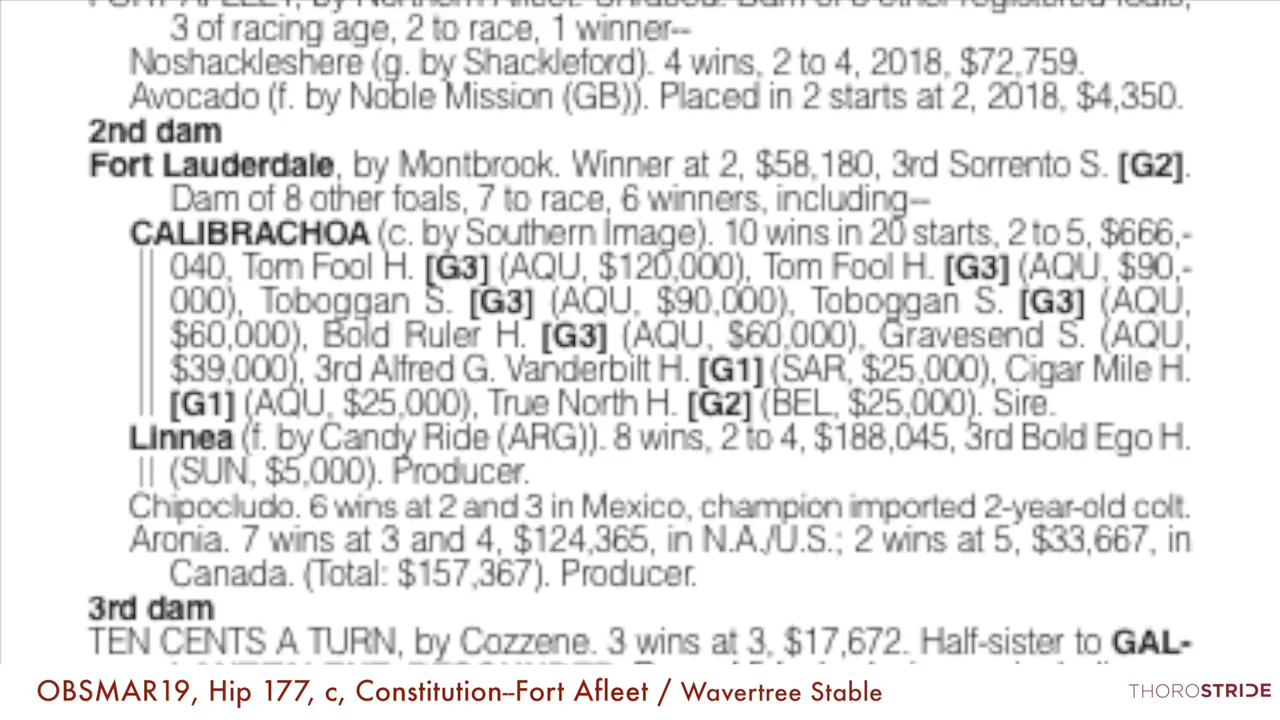 3 of racing age, 2 to race, 1 winner--
Noshackleshere (g. by Shackleford). 4 wins, 2 to 4, 2018, $72,759.
Avocado (f. by Noble Mission (GB)). Placed in 2 starts at 2, 2018, $4,350.
2nd dam
Fort Lauderdale, by Montbrook. Winner at 2, $58,180, 3rd Sorrento S. [G2].
Dam of 8 other foals, 7 to race, 6 winners, including--
CALIBRACHOA (c. by Southern Image). 10 wins in 20 starts, 2 to 5, $666,-
040, Tom Fool H. [G3] (AQU, $120,000), Tom Fool H. [G3] (AQU, $90,-
000), Toboggan S. [G3] (AQU, $90,000), Toboggan S. [G3] (AQU,
$60,000), Bold Ruler H. [G3] (AQU, $60,000), Gravesend S. (AQU,
$39,000), 3rd Alfred G. Vanderbilt H. [G1] (SAR, $25,000), Cigar Mile H.
[G1] (AQU, $25,000), True North H. [G2] (BEL, $25,000). Sire.
Linnea (f. by Candy Ride (ARG)). 8 wins, 2 to 4, $188,045, 3rd Bold Ego H.
(SUN, $5,000). Producer.
Chipocludo. 6 wins at 2 and 3 in Mexico, champion imported 2-year-old colt.
Aronia. 7 wins at 3 and 4, $124,365, in N.A./U.S.; 2 wins at 5, $33,667, in
Canada. (Total: $157,367). Producer.
3rd dam
TEN CENTS A TURN, by Cozzene. 3 wins at 3, $17,672. Half-sister to GAL-
OBSMAR19, Hip 177, c, Constitution--Fort Afleet / Wavertree Stable
THOROSTRIDE